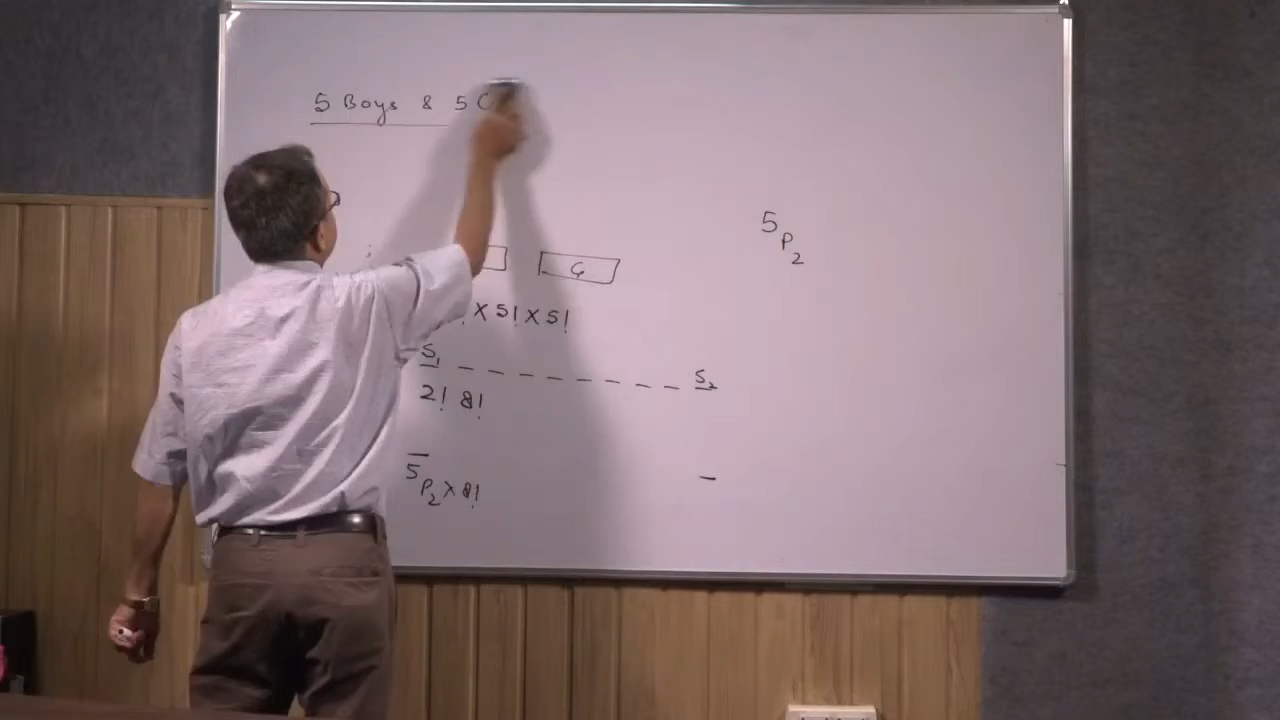 5 Boys & 5
G
× 5! × 5!
S₁ _ _ _ _ _ _ _ _ S₂
2! 8!
5P₂ × 8!
5P₂